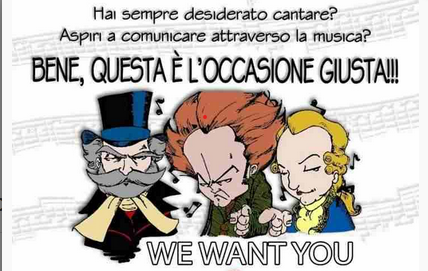 Hai sempre desiderato cantare?
Aspiri a comunicare attraverso la musica?
BENE, QUESTA È L'OCCASIONE GIUSTA!!!
WE WANT YOU